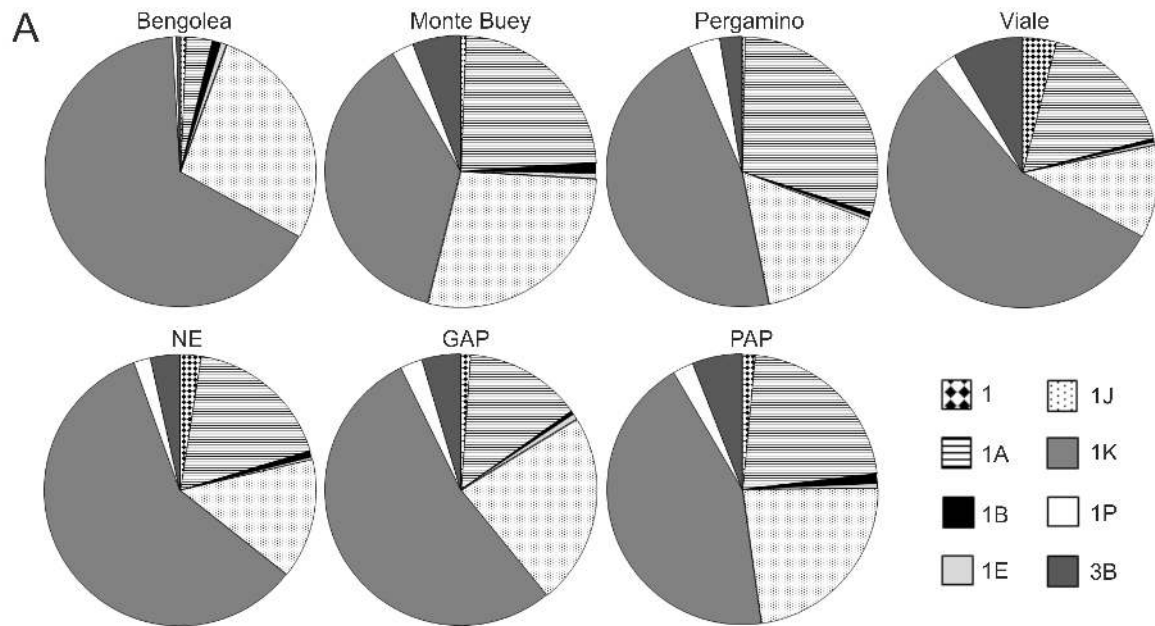 A
Bengolea
Monte Buey
Pergamino
Viale
NE
GAP
PAP
1
1J
1A
1K
1B
1P
1E
3B